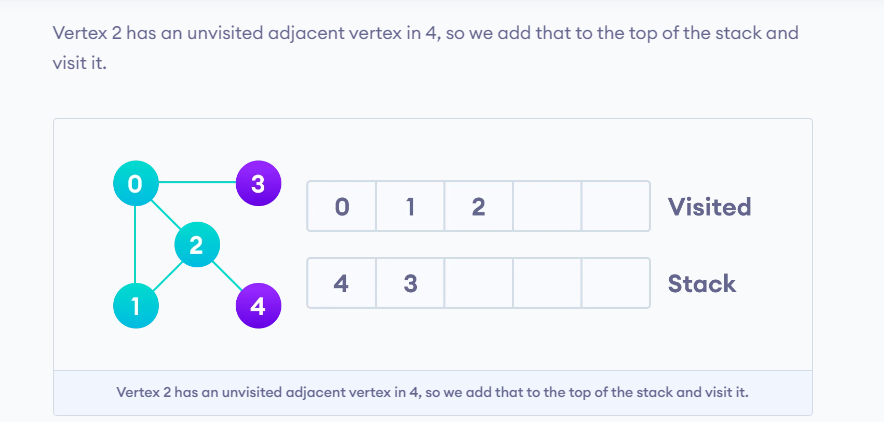 Vertex 2 has an unvisited adjacent vertex in 4, so we add that to the top of the stack and
visit it.
0 3
0 1 2 Visited
2
4 3 Stack
1 4
Vertex 2 has an unvisited adjacent vertex in 4, so we add that to the top of the stack and visit it.